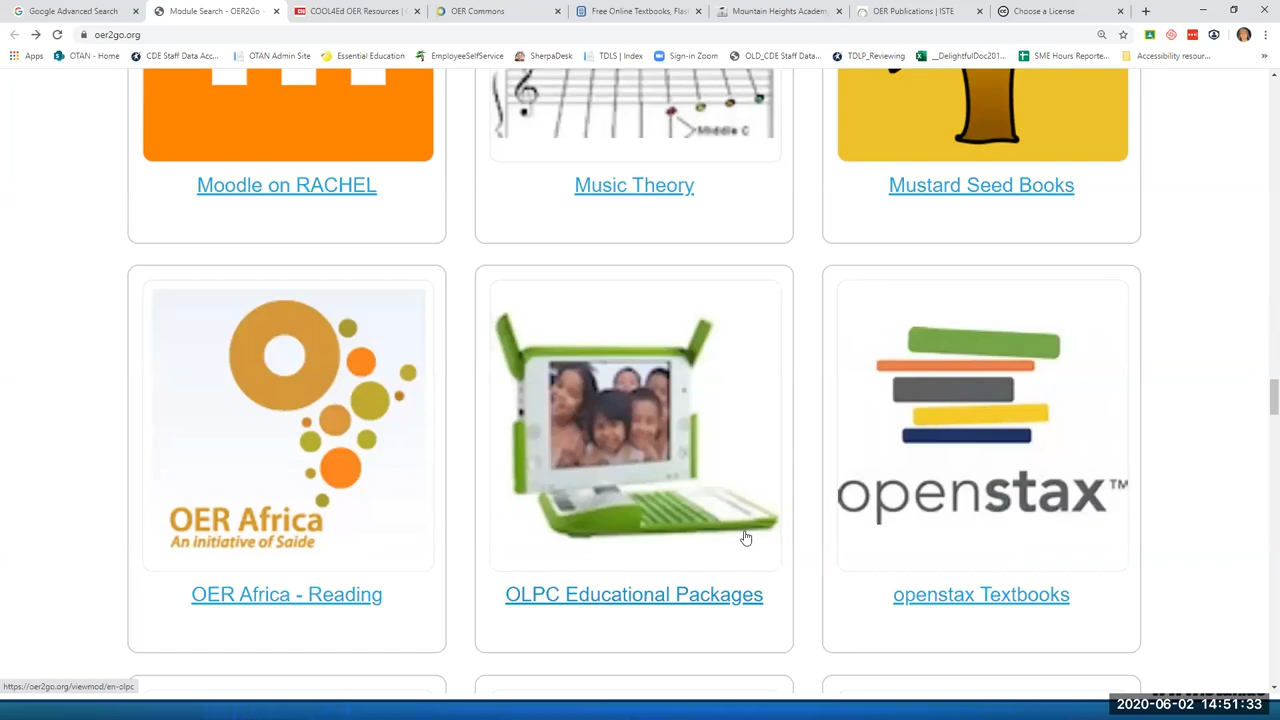 Google Advanced Search
Module Search - OER2Go
COOL4Ed OER Resources |
OER Commons
Free Online Textbooks, Flas
Mountain Heights Academ
OER Publications | ISTE
Choose a License
oer2go.org
Apps
OTAN - Home
CDE Staff Data Acc...
OTAN Admin Site
Essential Education
EmployeeSelfService
SherpaDesk
TDLS | Index
Sign-in Zoom
OLD_CDE Staff Data...
TDLP_Reviewing
__DelightfulDoc201...
SME Hours Reporte...
Accessibility resour...
Middle C
Moodle on RACHEL
Music Theory
Mustard Seed Books
OER Africa
An initiative of Saide
openstax™
OER Africa - Reading
OLPC Educational Packages
openstax Textbooks
https://oer2go.org/viewmod/en-olpc
2020-06-02 14:51:33